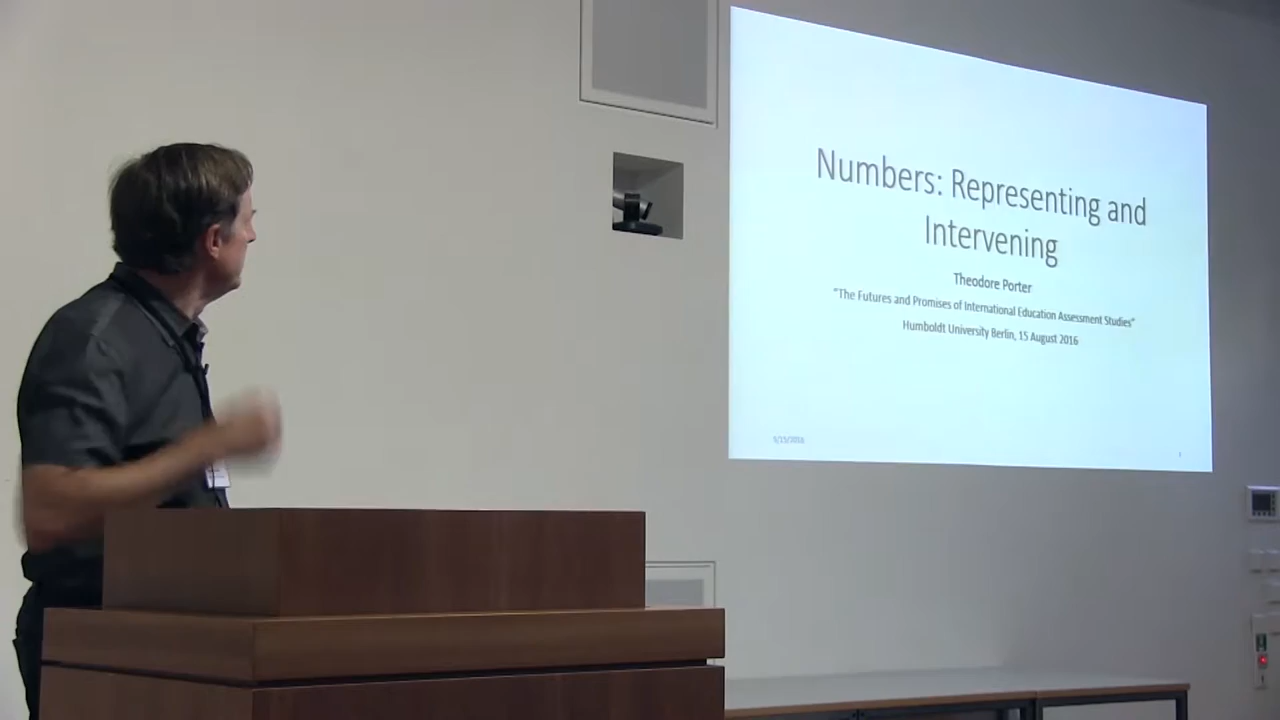 Numbers: Representing and
Intervening
Theodore Porter
"The Futures and Promises of International Education Assessment Studies"
Humboldt University Berlin, 15 August 2016